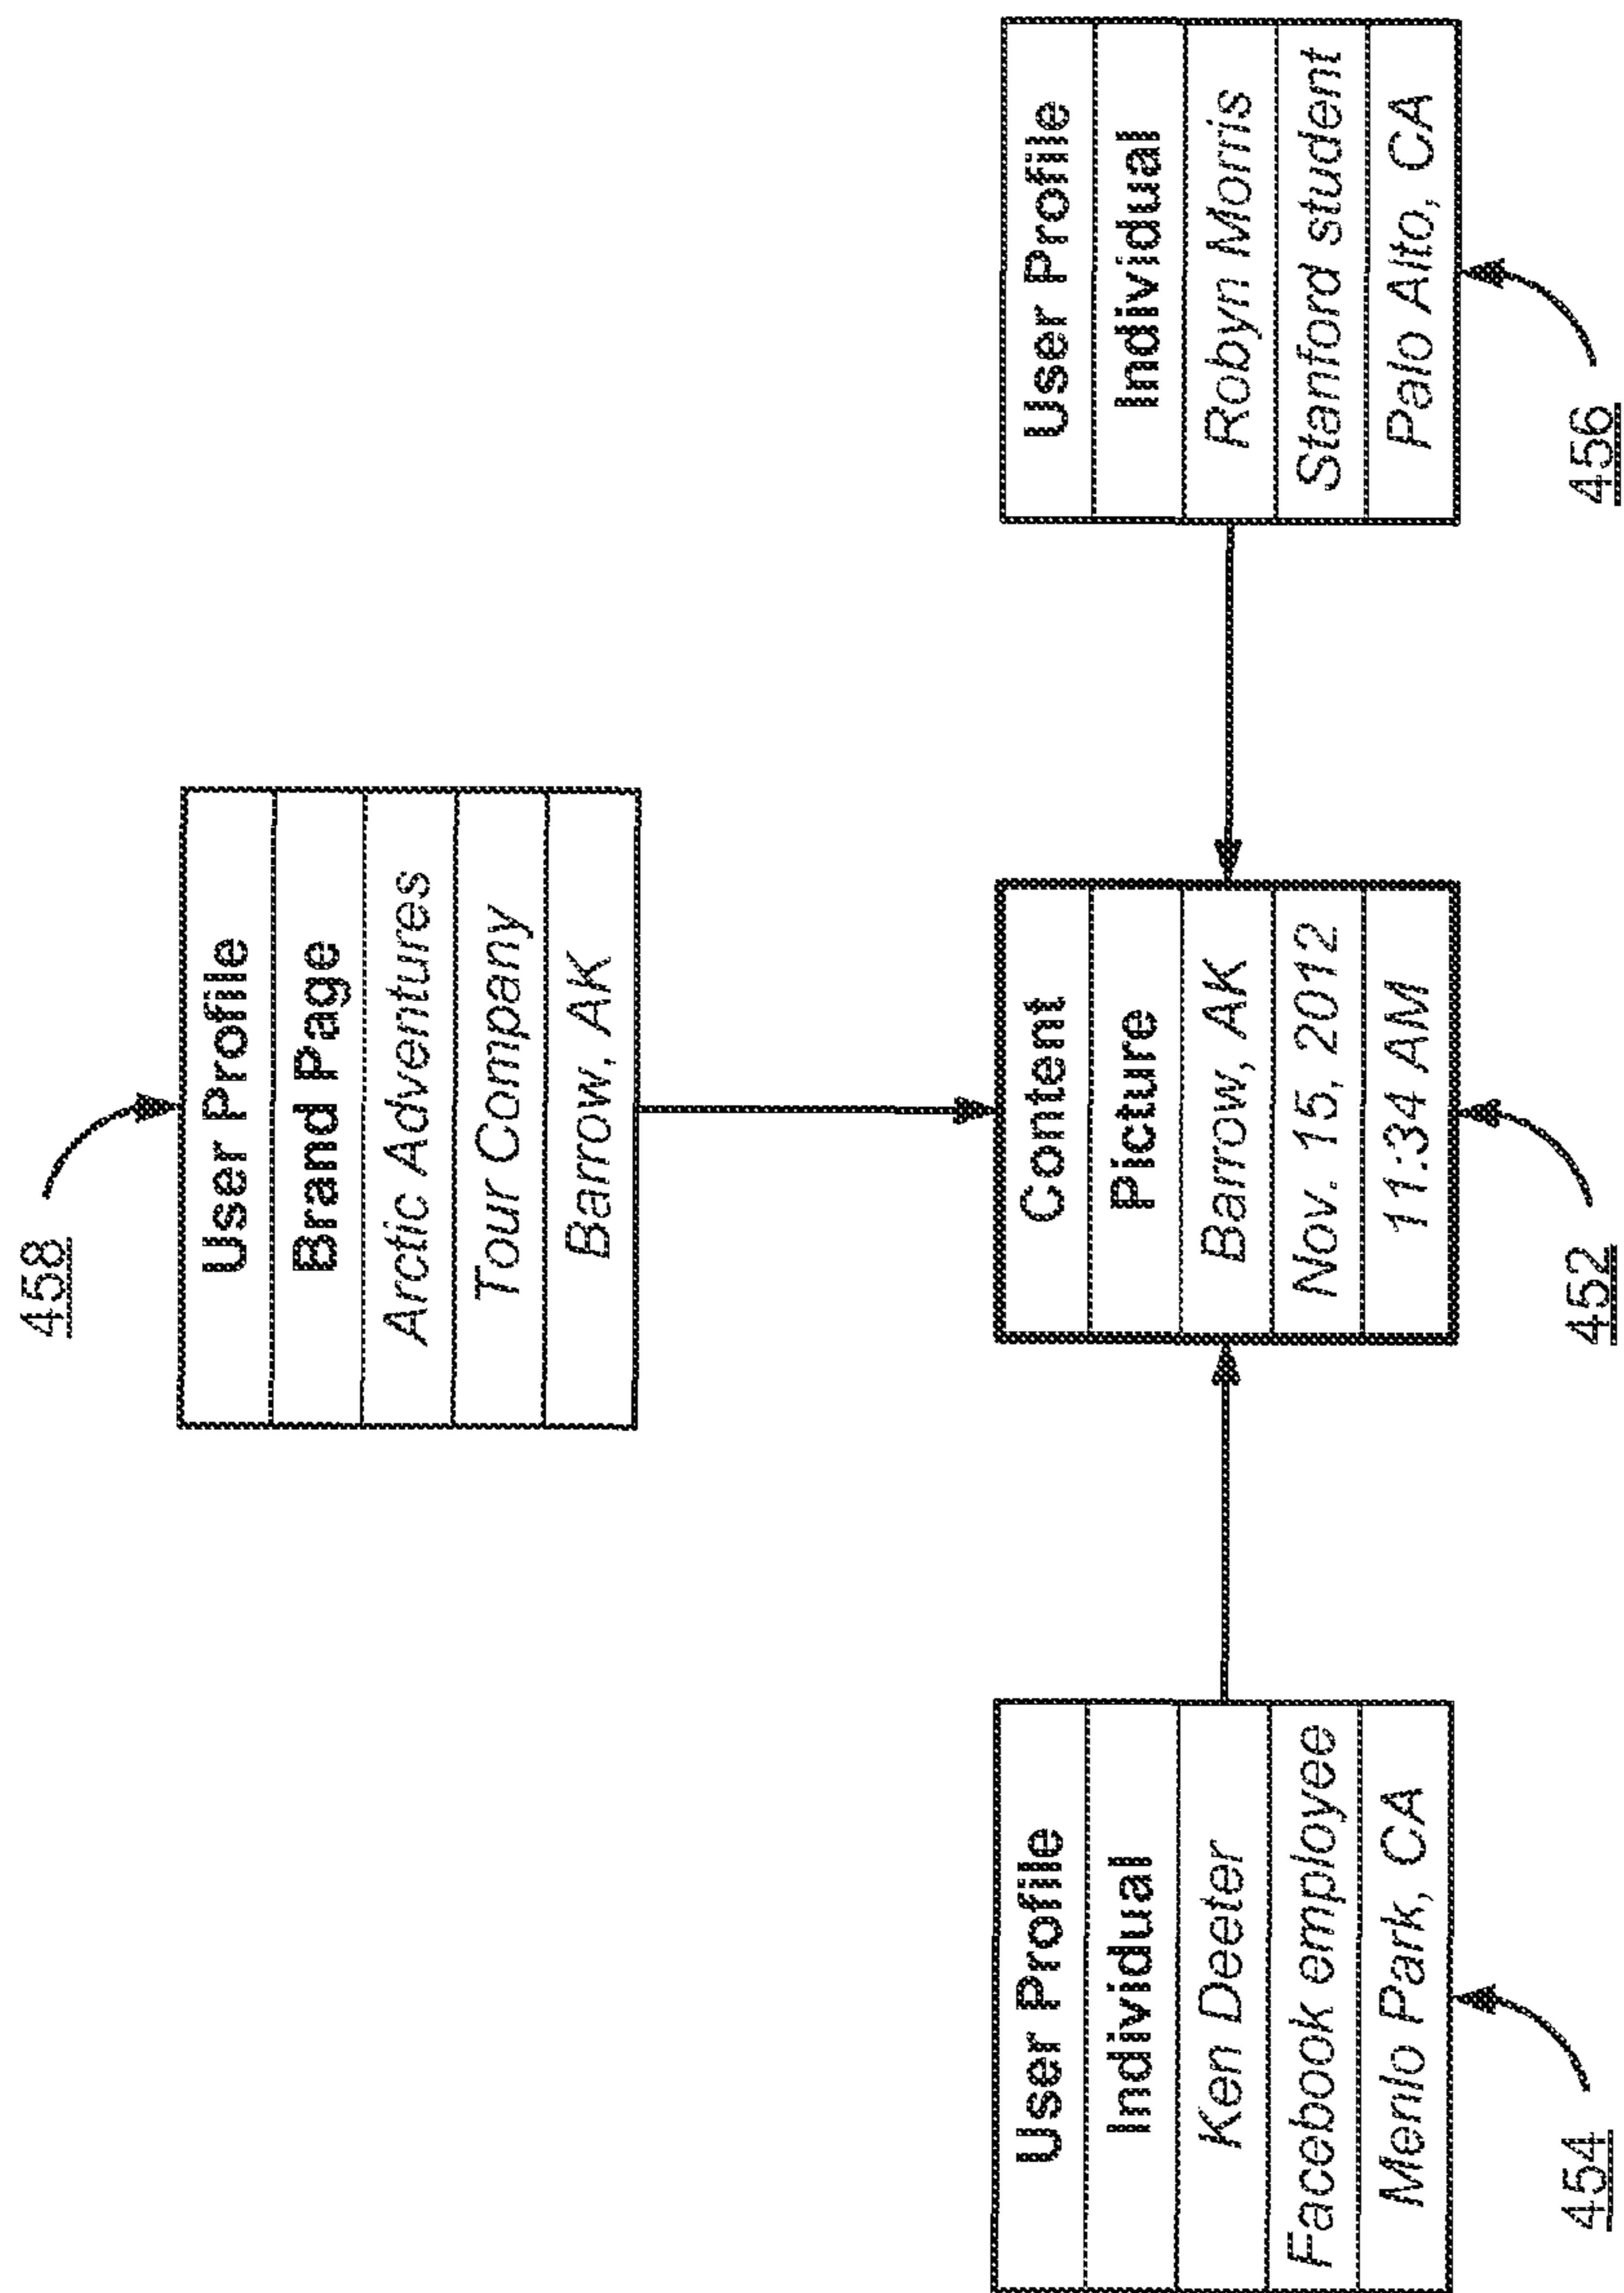 458
User Profile
Brand Page
Arctic Adventures
Tour Company
Barrow, AK
User Profile
Individual
Ken Deeter
Facebook employee
Menlo Park, CA
454
Content
Picture
Barrow, AK
Nov. 15, 2012
11:34 AM
452
User Profile
Individual
Robyn Morris
Stanford student
Palo Alto, CA
456